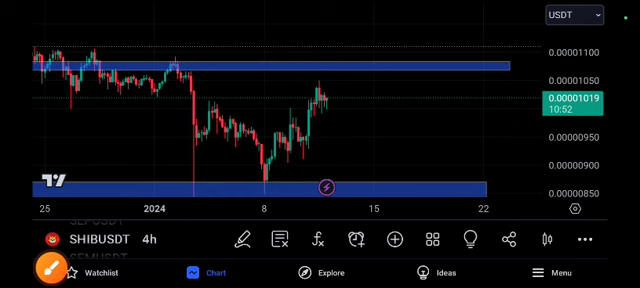 USDT
0.00001100
0.00001050
0.00001019
10:52
0.00000950
0.00000900
0.00000850
25 2024 8 15 22
SHIBUSDT 4h
Watchlist Chart Explore Ideas Menu